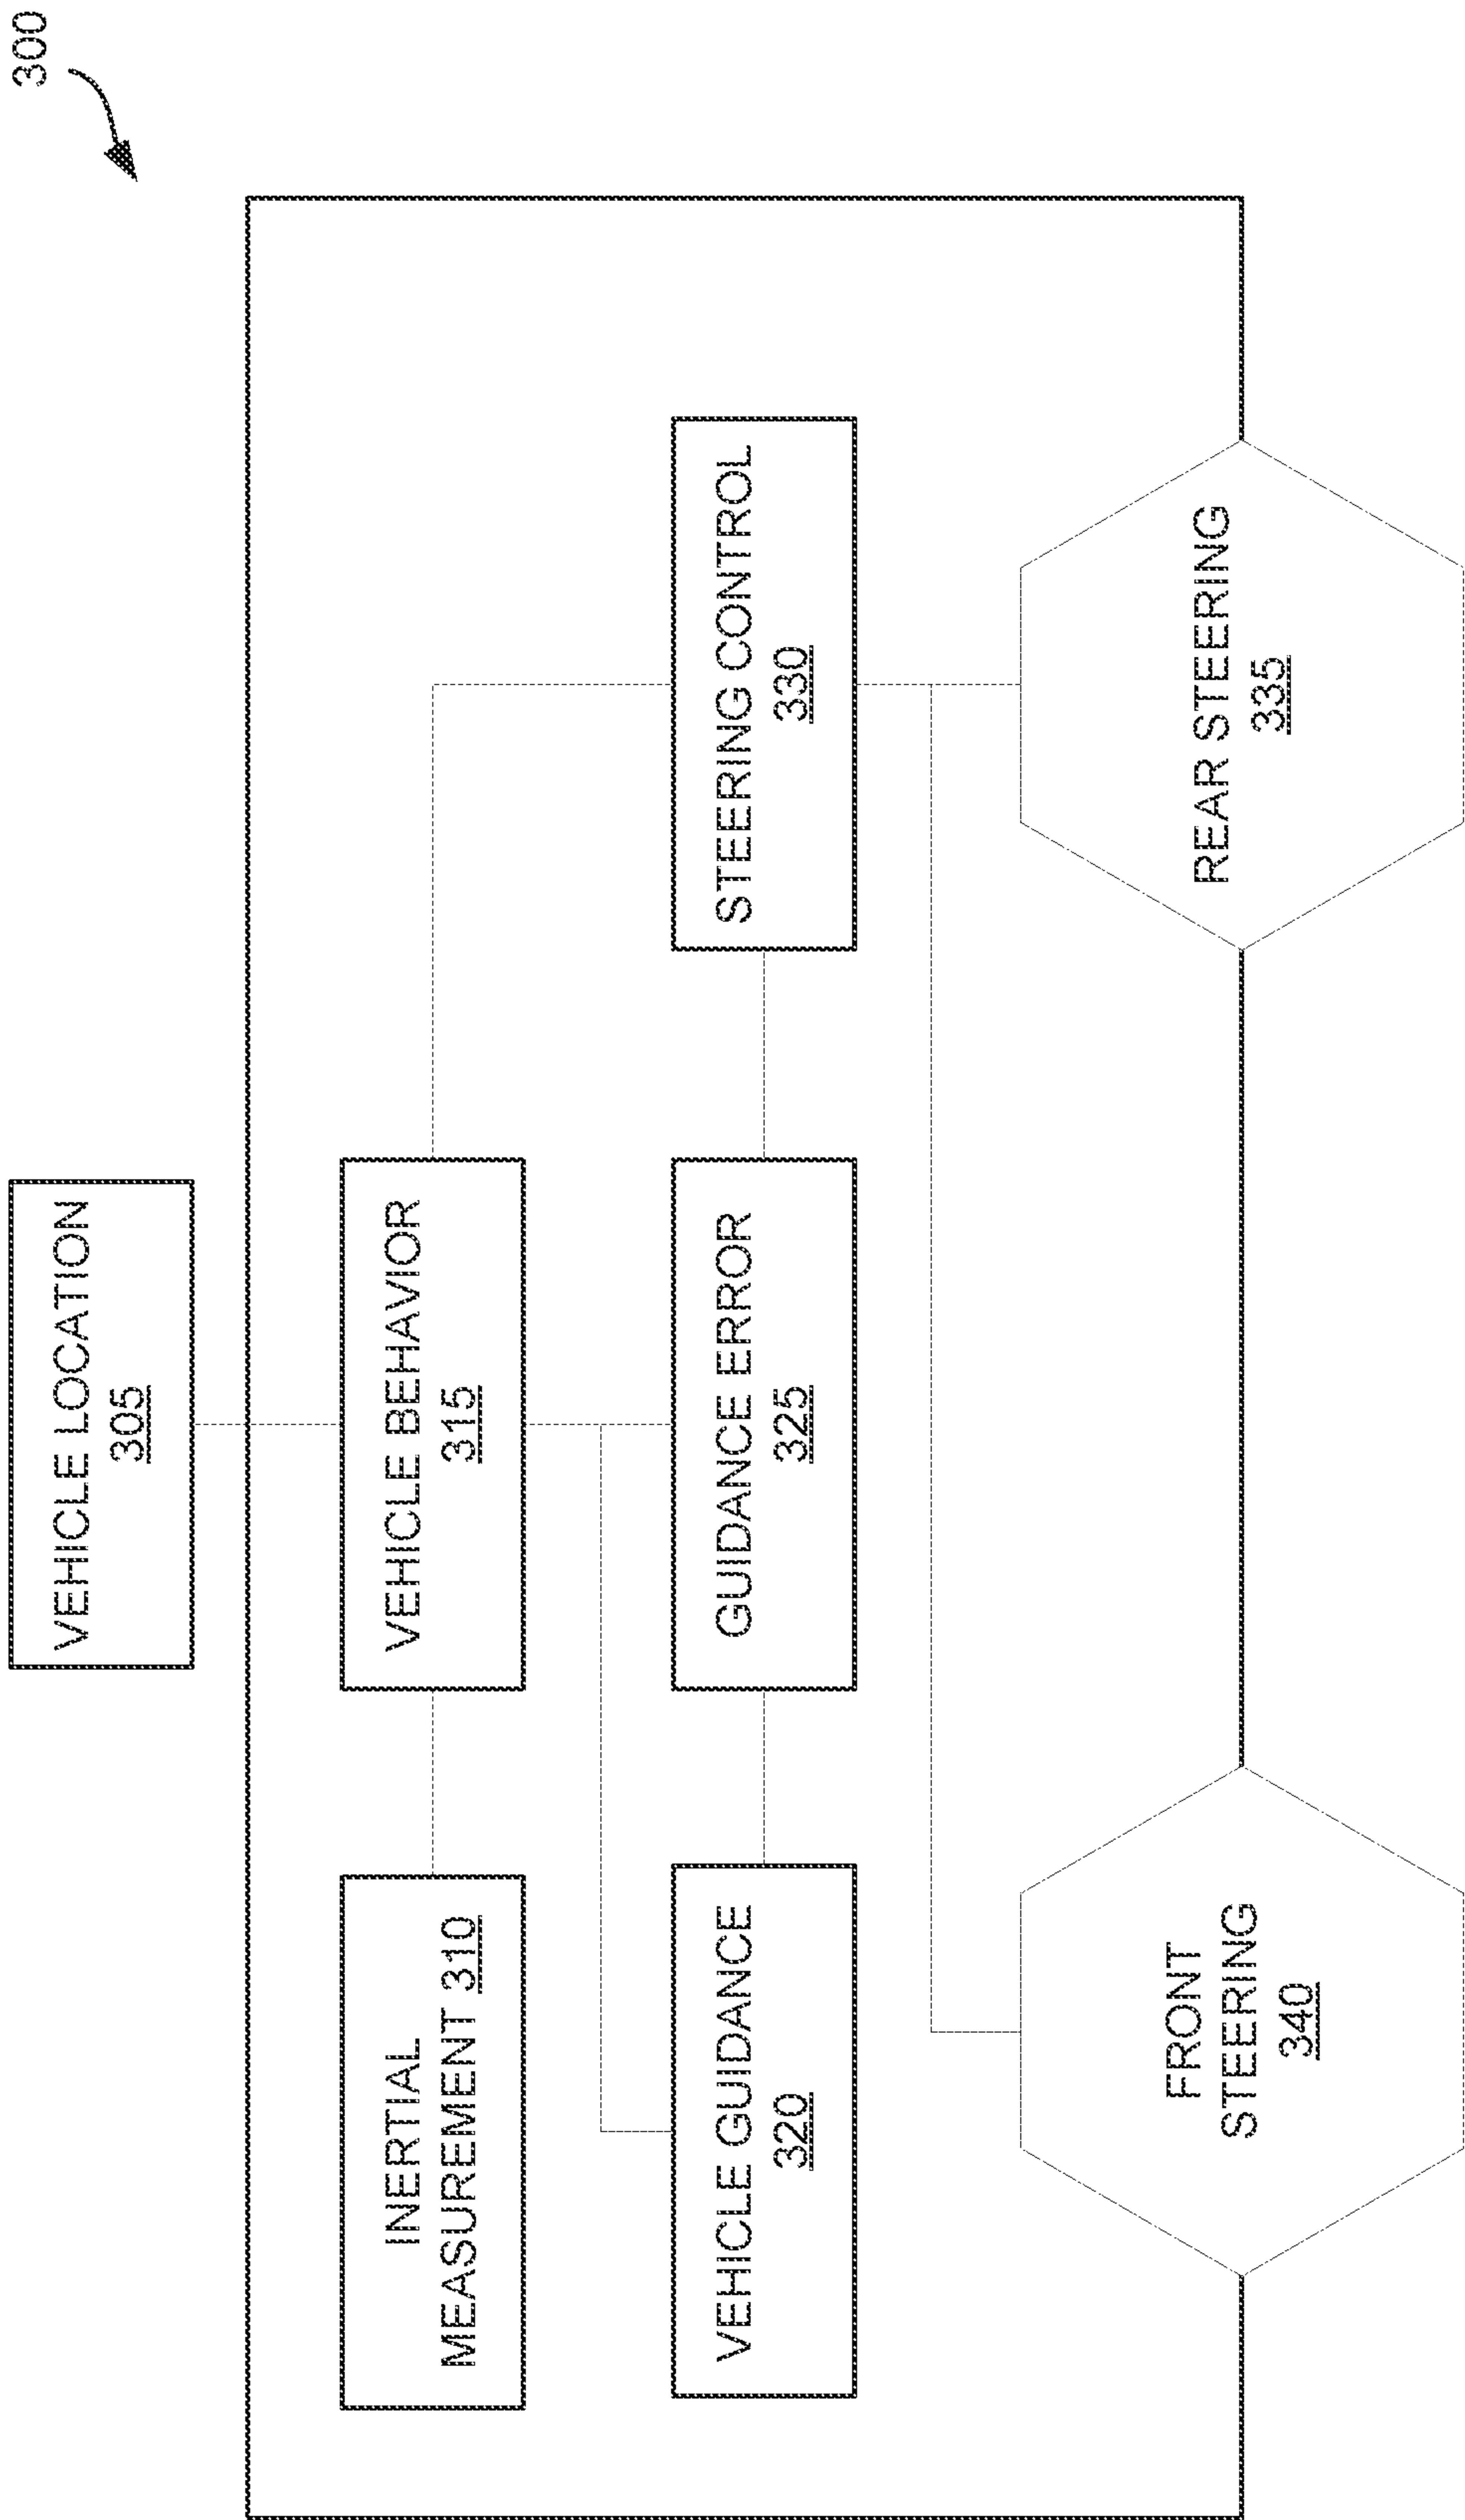 300
VEHICLE LOCATION
305
INERTIAL
MEASUREMENT 310
VEHICLE BEHAVIOR
315
VEHICLE GUIDANCE
320
GUIDANCE ERROR
325
STEERING CONTROL
330
FRONT
STEERING
340
REAR STEERING
335